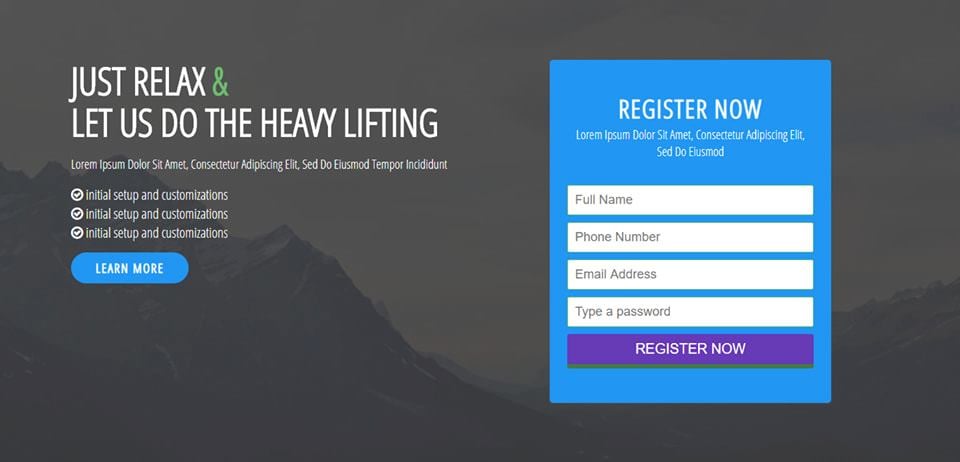 JUST RELAX &
LET US DO THE HEAVY LIFTING
Lorem Ipsum Dolor Sit Amet, Consectetur Adipiscing Elit, Sed Do Eiusmod Tempor Incididunt
initial setup and customizations
initial setup and customizations
initial setup and customizations
LEARN MORE
REGISTER NOW
Lorem Ipsum Dolor Sit Amet, Consectetur Adipiscing Elit,
Sed Do Eiusmod
Full Name
Phone Number
Email Address
Type a password
REGISTER NOW